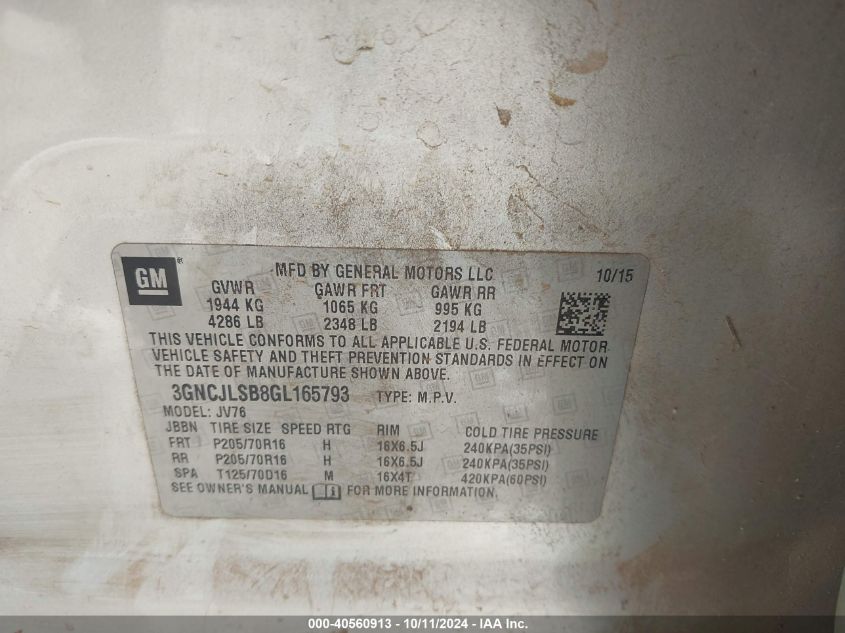 GM
MFD BY GENERAL MOTORS LLC 10/15
GVWR GAWR FRT GAWR RR
1944 KG 1065 KG 995 KG
4286 LB 2348 LB 2194 LB
THIS VEHICLE CONFORMS TO ALL APPLICABLE U.S. FEDERAL MOTOR
VEHICLE SAFETY AND THEFT PREVENTION STANDARDS IN EFFECT ON
THE DATE OF MANUFACTURE SHOWN ABOVE.
3GNCJLSB8GL165793 TYPE: M.P.V.
MODEL: JV76
JBBN TIRE SIZE SPEED RTG RIM COLD TIRE PRESSURE
FRT P205/70R16 H 16X6.5J 240KPA(35PSI)
RR P205/70R16 H 16X6.5J 240KPA(35PSI)
SPA T125/70D16 M 16X4T 420KPA(60PSI)
SEE OWNER'S MANUAL FOR MORE INFORMATION.
000-40560913 - 10/11/2024 - IAA Inc.